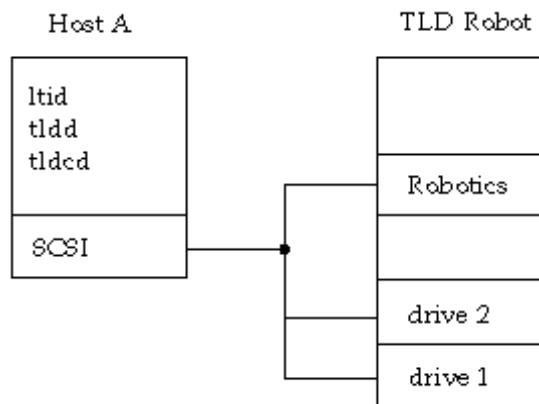 Host A
TLD Robot
ltid
tldd
tldcd
Robotics
SCSI
drive 2
drive 1